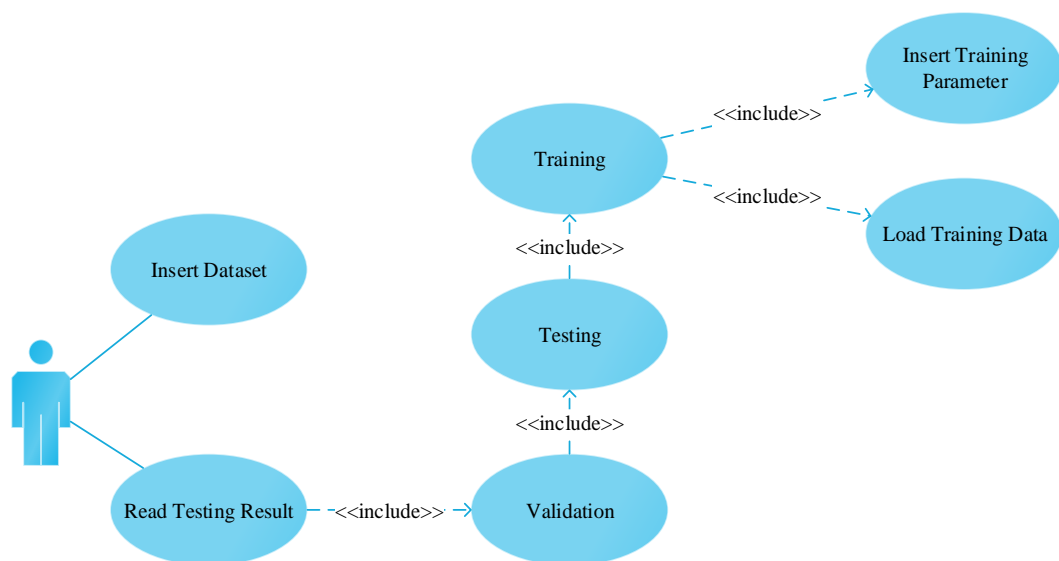 Insert Training
Parameter
<<include>>
Training
<<include>>
Load Training Data
<<include>>
Insert Dataset
Testing
<<include>>
Read Testing Result
<<include>>
Validation